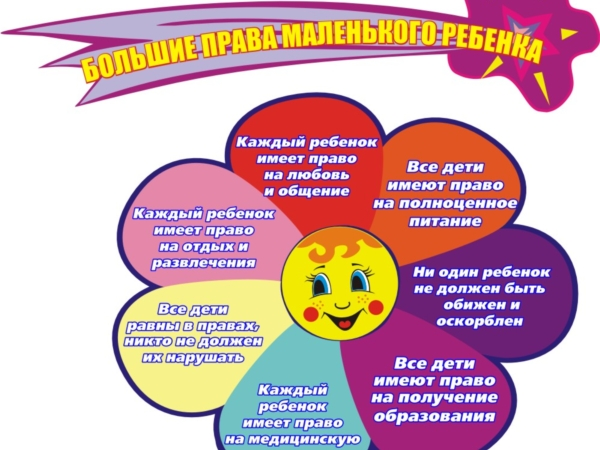 БОЛЬШИЕ ПРАВА МАЛЕНЬКОГО РЕБЕНКА
Каждый ребенок
имеет право
на любовь
и общение
Все дети
имеют право
на полноценное
питание
Ни один ребенок
не должен быть
обижен и
оскорблен
Все дети
имеют право
на получение
образования
Каждый
ребенок
имеет право
на медицинскую
Все дети
равны в правах,
никто не должен
их нарушать
Каждый ребенок
имеет право
на отдых и
развлечения